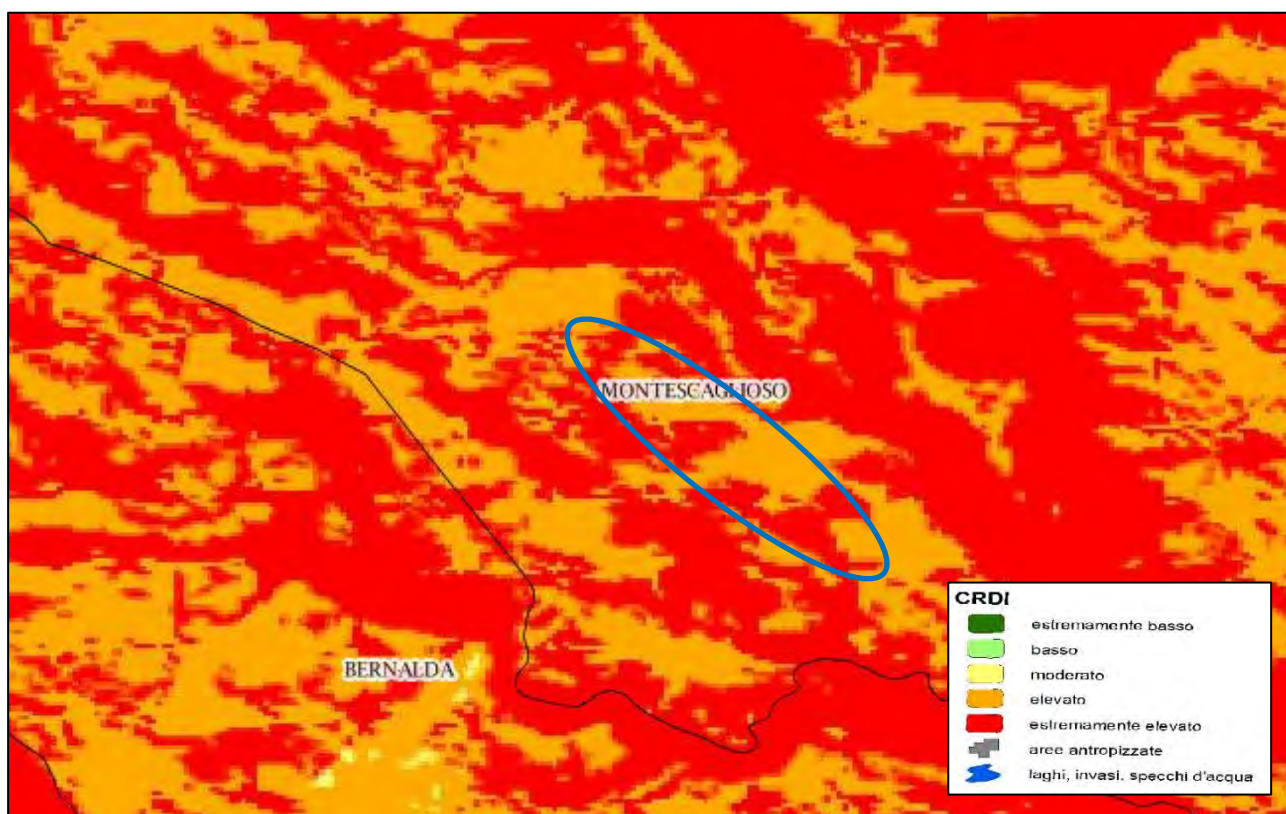 MONTESCAGLIOSO
BERNALDA
CRDI
estremamente basso
basso
moderato
elevato
estremamente elevato
aree antropizzate
laghi, invasi, specchi d'acqua